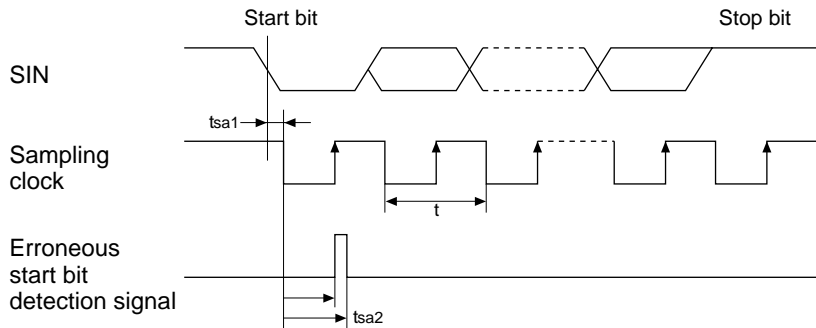 Start bit
Stop bit
SIN
tsa1
Sampling
clock
t
Erroneous
start bit
detection signal
tsa2